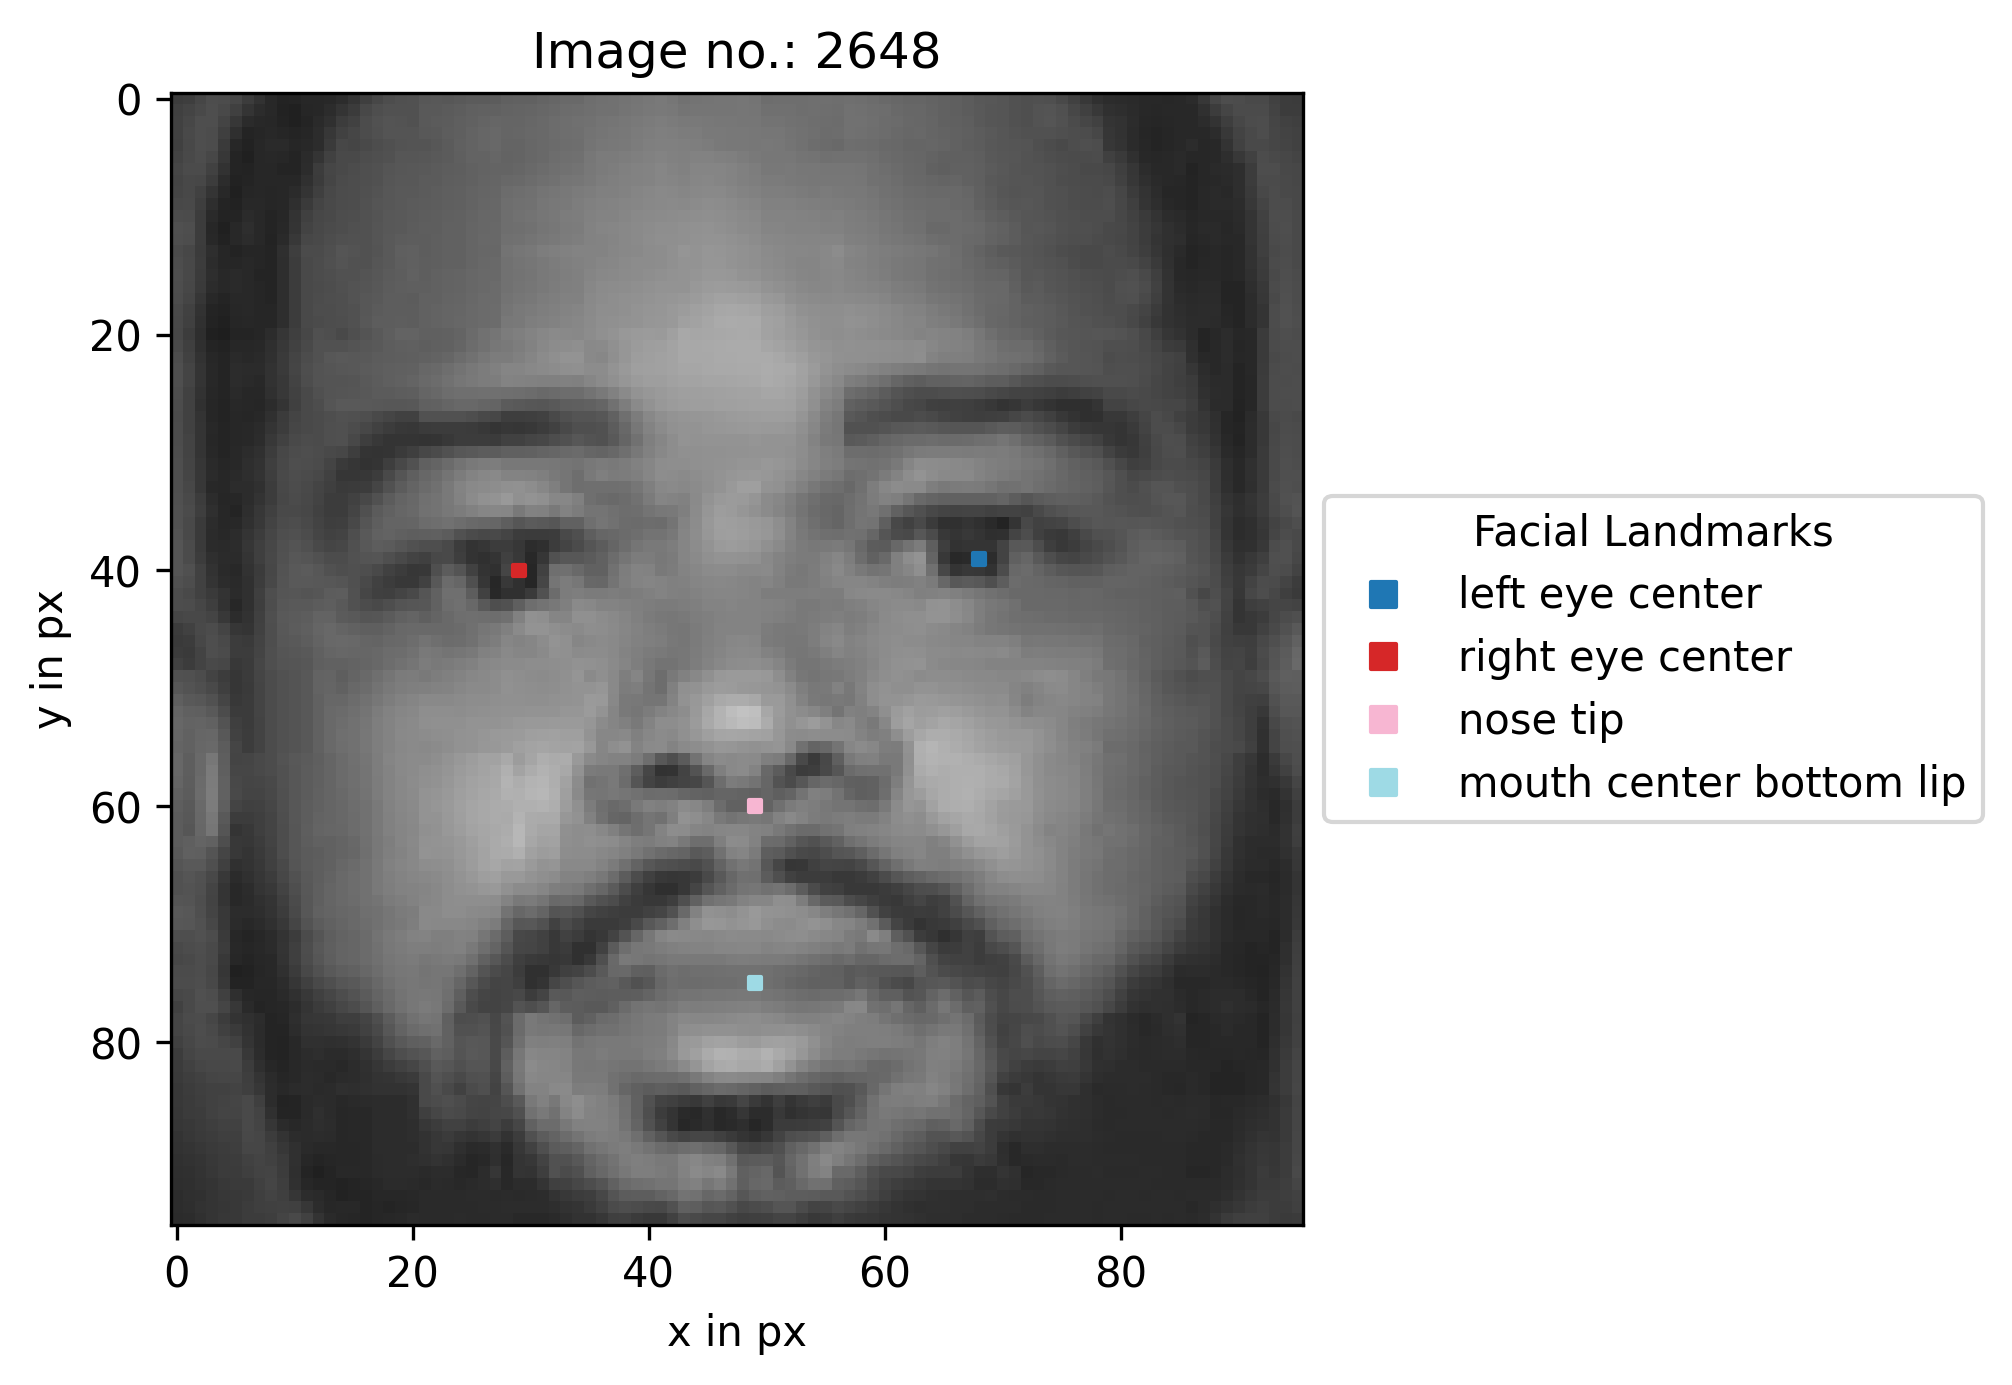 Image no.: 2648
0
20
40
60
80
y in px
0 20 40 60 80
x in px
Facial Landmarks
left eye center
right eye center
nose tip
mouth center bottom lip